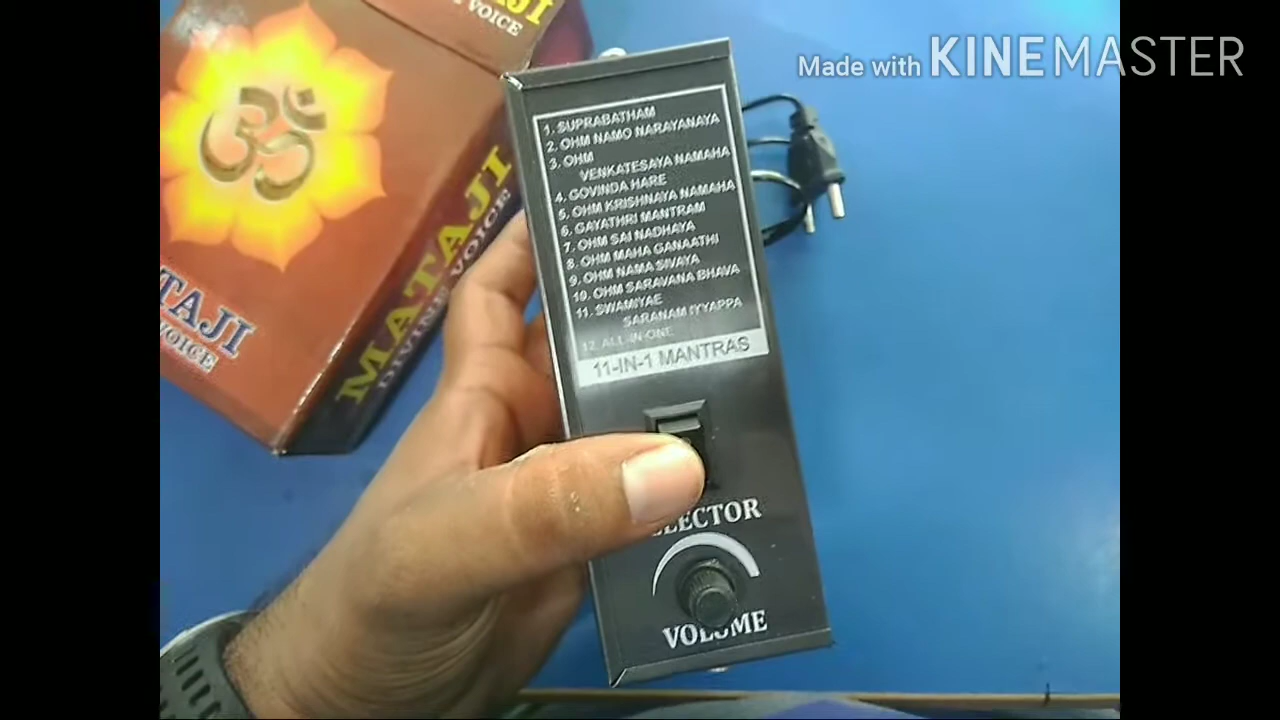 Made with KINEMASTER
JI
VOICE
ॐ
TAJI
VOICE
MATAJI
DIVINE VOICE
1. SUPRABATHAM
2. OHM NAMO NARAYANAYA
3. OHM
VENKATESAYA NAMAHA
4. GOVINDA HARE
5. OHM KRISHNAYA NAMAHA
6. GAYATHRI MANTRAM
7. OHM SAI NADHAYA
8. OHM MAHA GANAATHI
9. OHM NAMA SIVAYA
10. OHM SARAVANA BHAVA
11. SWAMIYAE
SARANAM IYYAPPA
12. ALL-IN-ONE
11-IN-1 MANTRAS
LECTOR
VOLUME